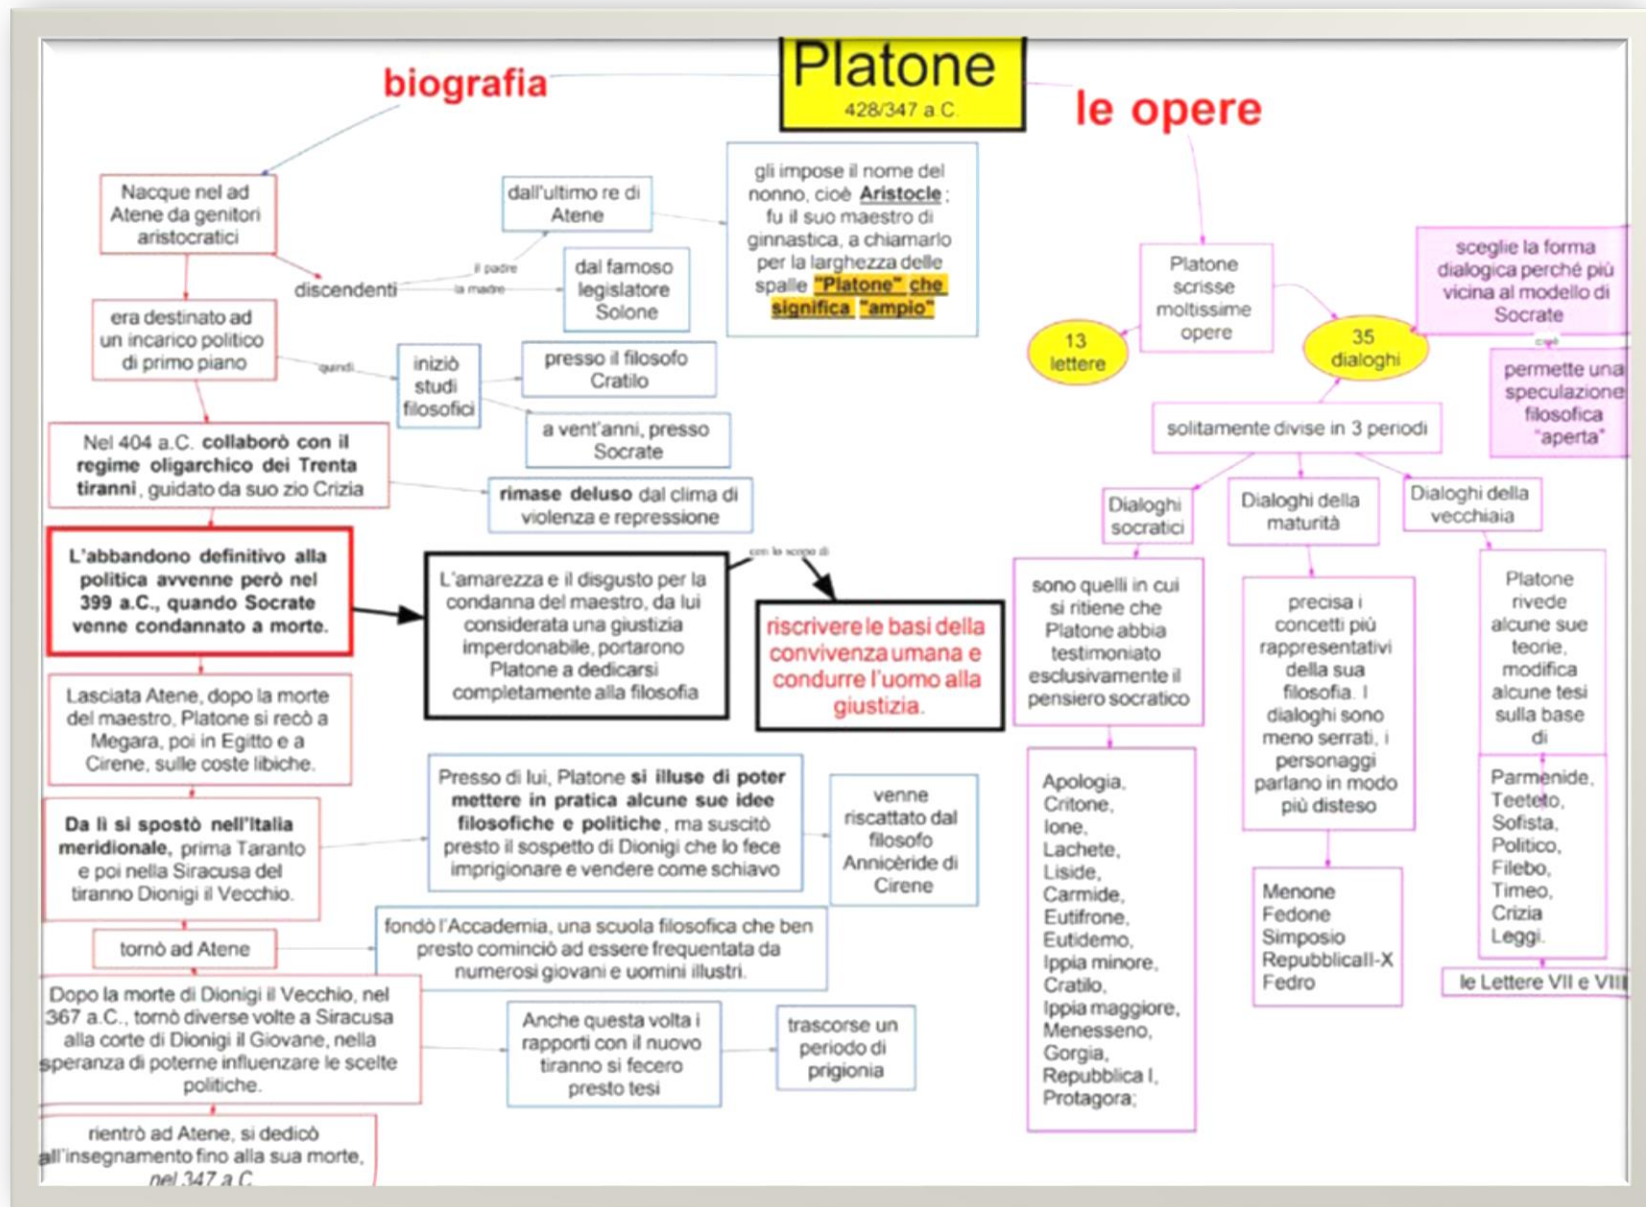 Platone
428/347 a.C.
biografia
Nacque nel ad
Atene da genitori
aristocratici
discendenti
il padre
la madre
dall'ultimo re di
Atene
dal famoso
legislatore
Solone
gli impose il nome del
nonno, cioè Aristocle;
fu il suo maestro di
ginnastica, a chiamarlo
per la larghezza delle
spalle "Platone" che
significa "ampio"
era destinato ad
un incarico politico
di primo piano
quindi
iniziò
studi
filosofici
presso il filosofo
Cratilo
a vent'anni, presso
Socrate
Nel 404 a.C. collaborò con il
regime oligarchico dei Trenta
tiranni, guidato da suo zio Crizia
rimase deluso dal clima di
violenza e repressione
L'abbandono definitivo alla
politica avvenne però nel
399 a.C., quando Socrate
venne condannato a morte.
L'amarezza e il disgusto per la
condanna del maestro, da lui
considerata una giustizia
imperdonabile, portarono
Platone a dedicarsi
completamente alla filosofia
con lo scopo di
riscrivere le basi della
convivenza umana e
condurre l'uomo alla
giustizia.
Lasciata Atene, dopo la morte
del maestro, Platone si recò a
Megara, poi in Egitto e a
Cirene, sulle coste libiche.
Da lì si spostò nell'Italia
meridionale, prima Taranto
e poi nella Siracusa del
tiranno Dionigi il Vecchio.
Presso di lui, Platone si illuse di poter
mettere in pratica alcune sue idee
filosofiche e politiche, ma suscitò
presto il sospetto di Dionigi che lo fece
imprigionare e vendere come schiavo
venne
riscattato dal
filosofo
Annicèride di
Cirene
tornò ad Atene
fondò l'Accademia, una scuola filosofica che ben
presto cominciò ad essere frequentata da
numerosi giovani e uomini illustri.
Dopo la morte di Dionigi il Vecchio, nel
367 a.C., tornò diverse volte a Siracusa
alla corte di Dionigi il Giovane, nella
speranza di poterne influenzare le scelte
politiche.
Anche questa volta i
rapporti con il nuovo
tiranno si fecero
presto tesi
trascorse un
periodo di
prigionia
rientrò ad Atene, si dedicò
all'insegnamento fino alla sua morte,
nel 347 a.C.
le opere
Platone
scrisse
moltissime
opere
13
lettere
35
dialoghi
sceglie la forma
dialogica perché più
vicina al modello di
Socrate
cioè
permette una
speculazione
filosofica
"aperta"
solitamente divise in 3 periodi
Dialoghi
socratici
sono quelli in cui
si ritiene che
Platone abbia
testimoniato
esclusivamente il
pensiero socratico
Apologia,
Critone,
Ione,
Lachete,
Liside,
Carmide,
Eutifrone,
Eutidemo,
Ippia minore,
Cratilo,
Ippia maggiore,
Menesseno,
Gorgia,
Repubblica I,
Protagora;
Dialoghi della
maturità
precisa i
concetti più
rappresentativi
della sua
filosofia. I
dialoghi sono
meno serrati, i
personaggi
parlano in modo
più disteso
Menone
Fedone
Simposio
RepubblicaII-X
Fedro
Dialoghi della
vecchiaia
Platone
rivede
alcune sue
teorie,
modifica
alcune tesi
sulla base
di
Parmenide,
Teeteto,
Sofista,
Politico,
Filebo,
Timeo,
Crizia
Leggi.
le Lettere VII e VIII